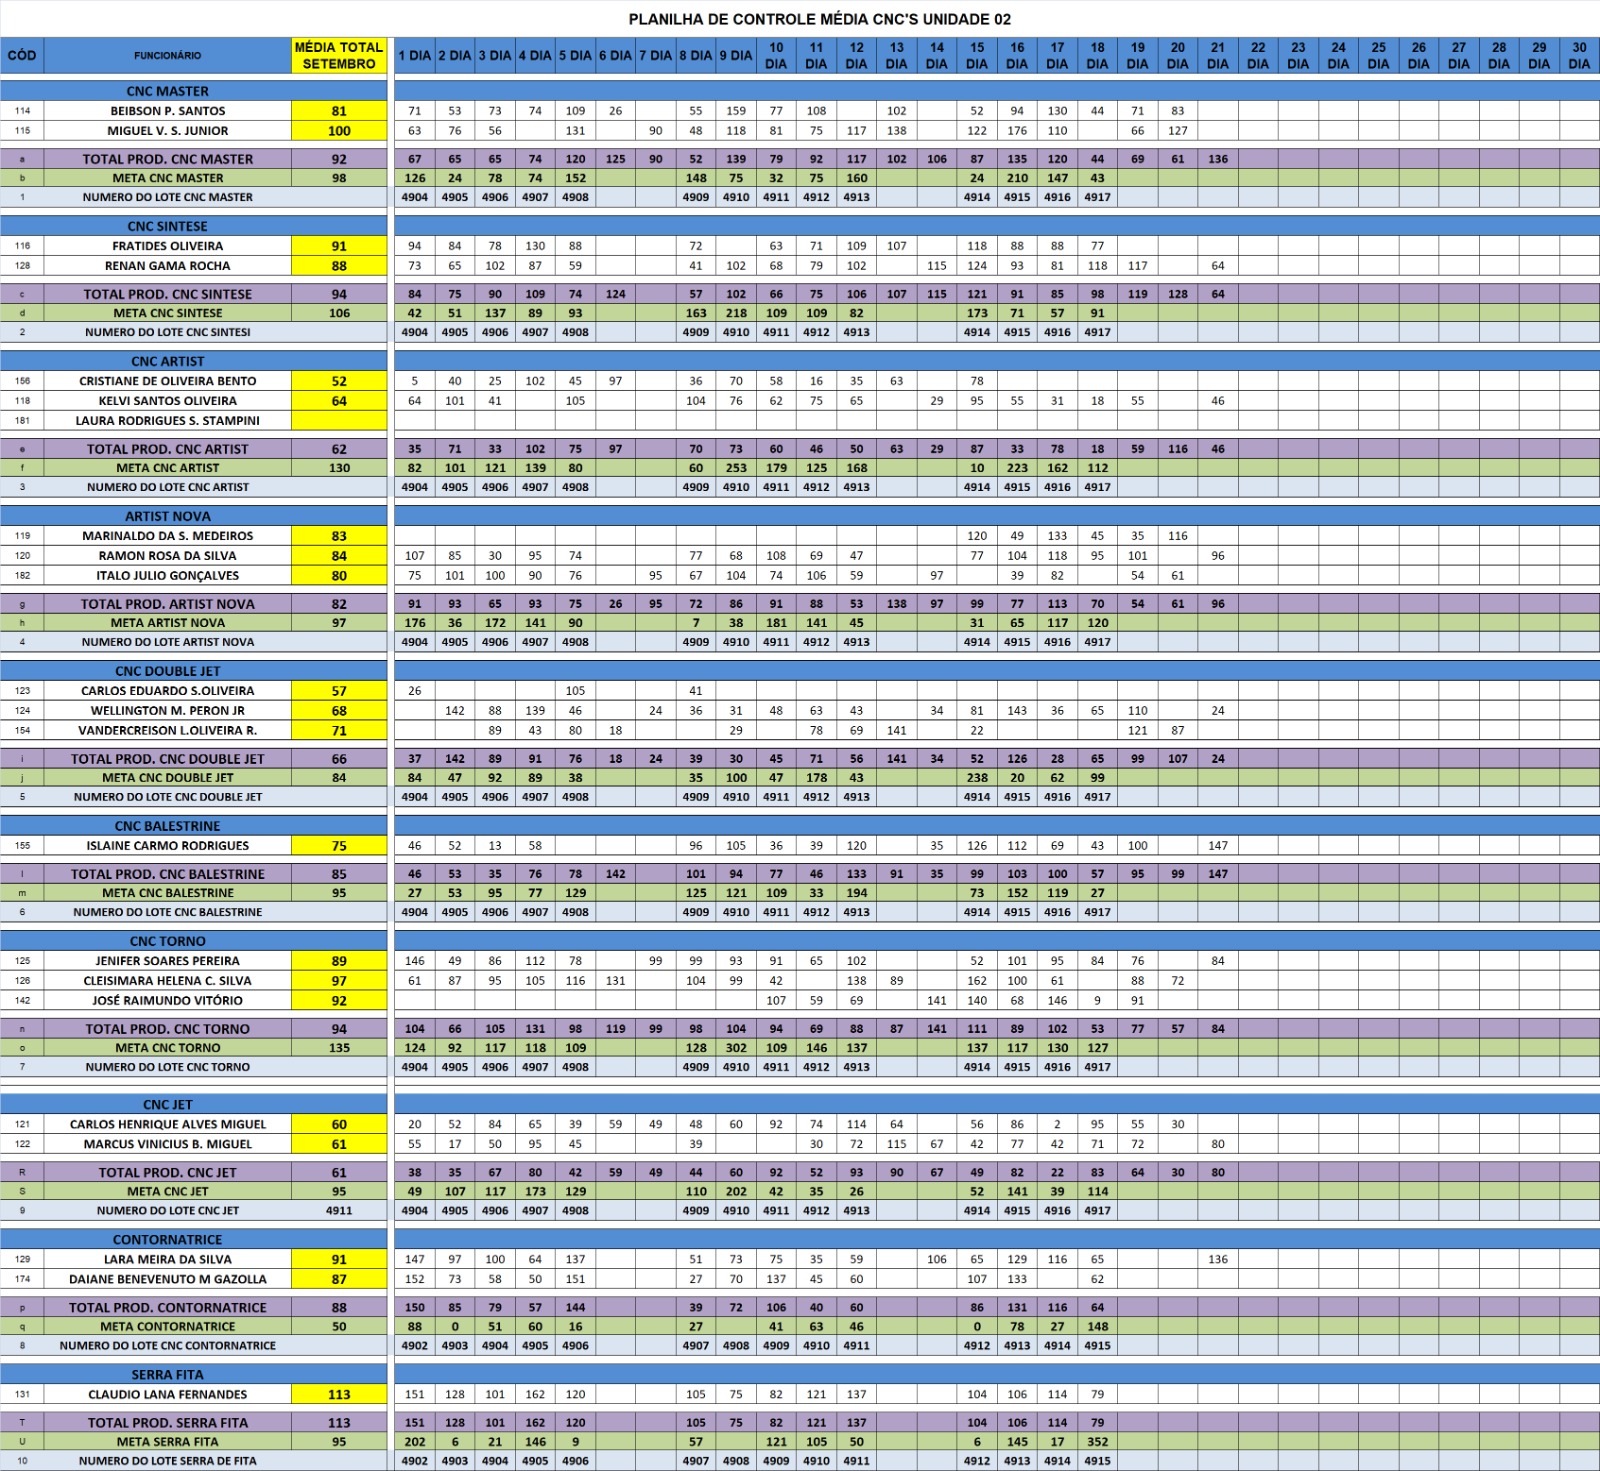 PLANILHA DE CONTROLE MÉDIA CNC'S UNIDADE 02
CÓD FUNCIONÁRIO MÉDIA TOTAL SETEMBRO 1 DIA 2 DIA 3 DIA 4 DIA 5 DIA 6 DIA 7 DIA 8 DIA 9 DIA 10 DIA 11 DIA 12 DIA 13 DIA 14 DIA 15 DIA 16 DIA 17 DIA 18 DIA 19 DIA 20 DIA 21 DIA 22 DIA 23 DIA 24 DIA 25 DIA 26 DIA 27 DIA 28 DIA 29 DIA 30 DIA
CNC MASTER
114 BEIBSON P. SANTOS 81 71 53 73 74 109 26 55 159 77 108 102 52 94 130 44 71 83
115 MIGUEL V. S. JUNIOR 100 63 76 56 131 90 48 118 81 75 117 138 122 176 110 66 127
a TOTAL PROD. CNC MASTER 92 67 65 65 74 120 125 90 52 139 79 92 117 102 106 87 135 120 44 69 61 136
b META CNC MASTER 98 126 24 78 74 152 148 75 32 75 160 24 210 147 43
1 NUMERO DO LOTE CNC MASTER 4904 4905 4906 4907 4908 4909 4910 4911 4912 4913 4914 4915 4916 4917
CNC SINTESE
116 FRATIDES OLIVEIRA 91 94 84 78 130 88 72 63 71 109 107 118 88 88 77
128 RENAN GAMA ROCHA 88 73 65 102 87 59 41 102 68 79 102 115 124 93 81 118 117 64
c TOTAL PROD. CNC SINTESE 94 84 75 90 109 74 124 57 102 66 75 106 107 115 121 91 85 98 119 128 64
d META CNC SINTESE 106 42 51 137 89 93 163 218 109 109 82 173 71 57 91
2 NUMERO DO LOTE CNC SINTESI 4904 4905 4906 4907 4908 4909 4910 4911 4912 4913 4914 4915 4916 4917
CNC ARTIST
156 CRISTIANE DE OLIVEIRA BENTO 52 5 40 25 102 45 97 36 70 58 16 35 63 78
118 KELVI SANTOS OLIVEIRA 64 64 101 41 105 104 76 62 75 65 29 95 55 31 18 55 46
181 LAURA RODRIGUES S. STAMPINI
e TOTAL PROD. CNC ARTIST 62 35 71 33 102 75 97 70 73 60 46 50 63 29 87 33 78 18 59 116 46
f META CNC ARTIST 130 82 101 121 139 80 60 253 179 125 168 10 223 162 112
3 NUMERO DO LOTE CNC ARTIST 4904 4905 4906 4907 4908 4909 4910 4911 4912 4913 4914 4915 4916 4917
ARTIST NOVA
119 MARINALDO DA S. MEDEIROS 83 120 49 133 45 35 116
120 RAMON ROSA DA SILVA 84 107 85 30 95 74 77 68 108 69 47 77 104 118 95 101 96
182 ITALO JULIO GONÇALVES 80 75 101 100 90 76 95 67 104 74 106 59 97 39 82 54 61
g TOTAL PROD. ARTIST NOVA 82 91 93 65 93 75 26 95 72 86 91 88 53 138 97 99 77 113 70 54 61 96
h META ARTIST NOVA 97 176 36 172 141 90 7 38 181 141 45 31 65 117 120
4 NUMERO DO LOTE ARTIST NOVA 4904 4905 4906 4907 4908 4909 4910 4911 4912 4913 4914 4915 4916 4917
CNC DOUBLE JET
123 CARLOS EDUARDO S.OLIVEIRA 57 26 105 41
124 WELLINGTON M. PERON JR 68 142 88 139 46 24 36 31 48 63 43 34 81 143 36 65 110 24
154 VANDERCREISON L.OLIVEIRA R. 71 89 43 80 18 29 78 69 141 22 121 87
i TOTAL PROD. CNC DOUBLE JET 66 37 142 89 91 76 18 24 39 30 45 71 56 141 34 52 126 28 65 99 107 24
j META CNC DOUBLE JET 84 84 47 92 89 38 35 100 47 178 43 238 20 62 99
5 NUMERO DO LOTE CNC DOUBLE JET 4904 4905 4906 4907 4908 4909 4910 4911 4912 4913 4914 4915 4916 4917
CNC BALESTRINE
155 ISLAINE CARMO RODRIGUES 75 46 52 13 58 96 105 36 39 120 35 126 112 69 43 100 147
l TOTAL PROD. CNC BALESTRINE 85 46 53 35 76 78 142 101 94 77 46 133 91 35 99 103 100 57 95 99 147
m META CNC BALESTRINE 95 27 53 95 77 129 125 121 109 33 194 73 152 119 27
6 NUMERO DO LOTE CNC BALESTRINE 4904 4905 4906 4907 4908 4909 4910 4911 4912 4913 4914 4915 4916 4917
CNC TORNO
125 JENIFER SOARES PEREIRA 89 146 49 86 112 78 99 99 93 91 65 102 52 101 95 84 76 84
126 CLEISIMARA HELENA C. SILVA 97 61 87 95 105 116 131 104 99 42 138 89 162 100 61 88 72
142 JOSÉ RAIMUNDO VITÓRIO 92 107 59 69 141 140 68 146 9 91
n TOTAL PROD. CNC TORNO 94 104 66 105 131 98 119 99 98 104 94 69 88 87 141 111 89 102 53 77 57 84
o META CNC TORNO 135 124 92 117 118 109 128 302 109 146 137 137 117 130 127
7 NUMERO DO LOTE CNC TORNO 4904 4905 4906 4907 4908 4909 4910 4911 4912 4913 4914 4915 4916 4917
CNC JET
121 CARLOS HENRIQUE ALVES MIGUEL 60 20 52 84 65 39 59 49 48 60 92 74 114 64 56 86 2 95 55 30
122 MARCUS VINICIUS B. MIGUEL 61 55 17 50 95 45 39 30 72 115 67 42 77 42 71 72 80
R TOTAL PROD. CNC JET 61 38 35 67 80 42 59 49 44 60 92 52 93 90 67 49 82 22 83 64 30 80
S META CNC JET 95 49 107 117 173 129 110 202 42 35 26 52 141 39 114
9 NUMERO DO LOTE CNC JET 4911 4904 4905 4906 4907 4908 4909 4910 4911 4912 4913 4914 4915 4916 4917
CONTORNATRICE
129 LARA MEIRA DA SILVA 91 147 97 100 64 137 51 73 75 35 59 106 65 129 116 65 136
174 DAIANE BENEVENUTO M GAZOLLA 87 152 73 58 50 151 27 70 137 45 60 107 133 62
p TOTAL PROD. CONTORNATRICE 88 150 85 79 57 144 39 72 106 40 60 86 131 116 64
q META CONTORNATRICE 50 88 0 51 60 16 27 41 63 46 0 78 27 148
8 NUMERO DO LOTE CNC CONTORNATRICE 4902 4903 4904 4905 4906 4907 4908 4909 4910 4911 4912 4913 4914 4915
SERRA FITA
131 CLAUDIO LANA FERNANDES 113 151 128 101 162 120 105 75 82 121 137 104 106 114 79
T TOTAL PROD. SERRA FITA 113 151 128 101 162 120 105 75 82 121 137 104 106 114 79
U META SERRA FITA 95 202 6 21 146 9 57 121 105 50 6 145 17 352
10 NUMERO DO LOTE SERRA DE FITA 4902 4903 4904 4905 4906 4907 4908 4909 4910 4911 4912 4913 4914 4915